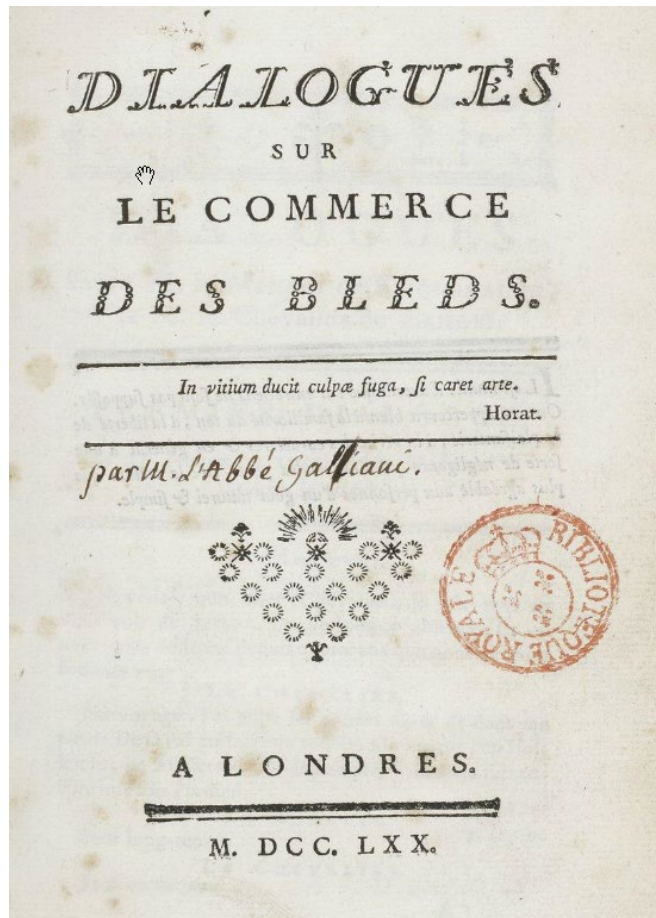 DIALOGUES
SUR
LE COMMERCE
DES BLEDS.
In vitium ducit culpæ fuga, si caret arte.
Horat.
par M. l'Abbé Galliani.
BIBLIOTEQUE ROYALE
A LONDRES.
M. DCC. LXX.